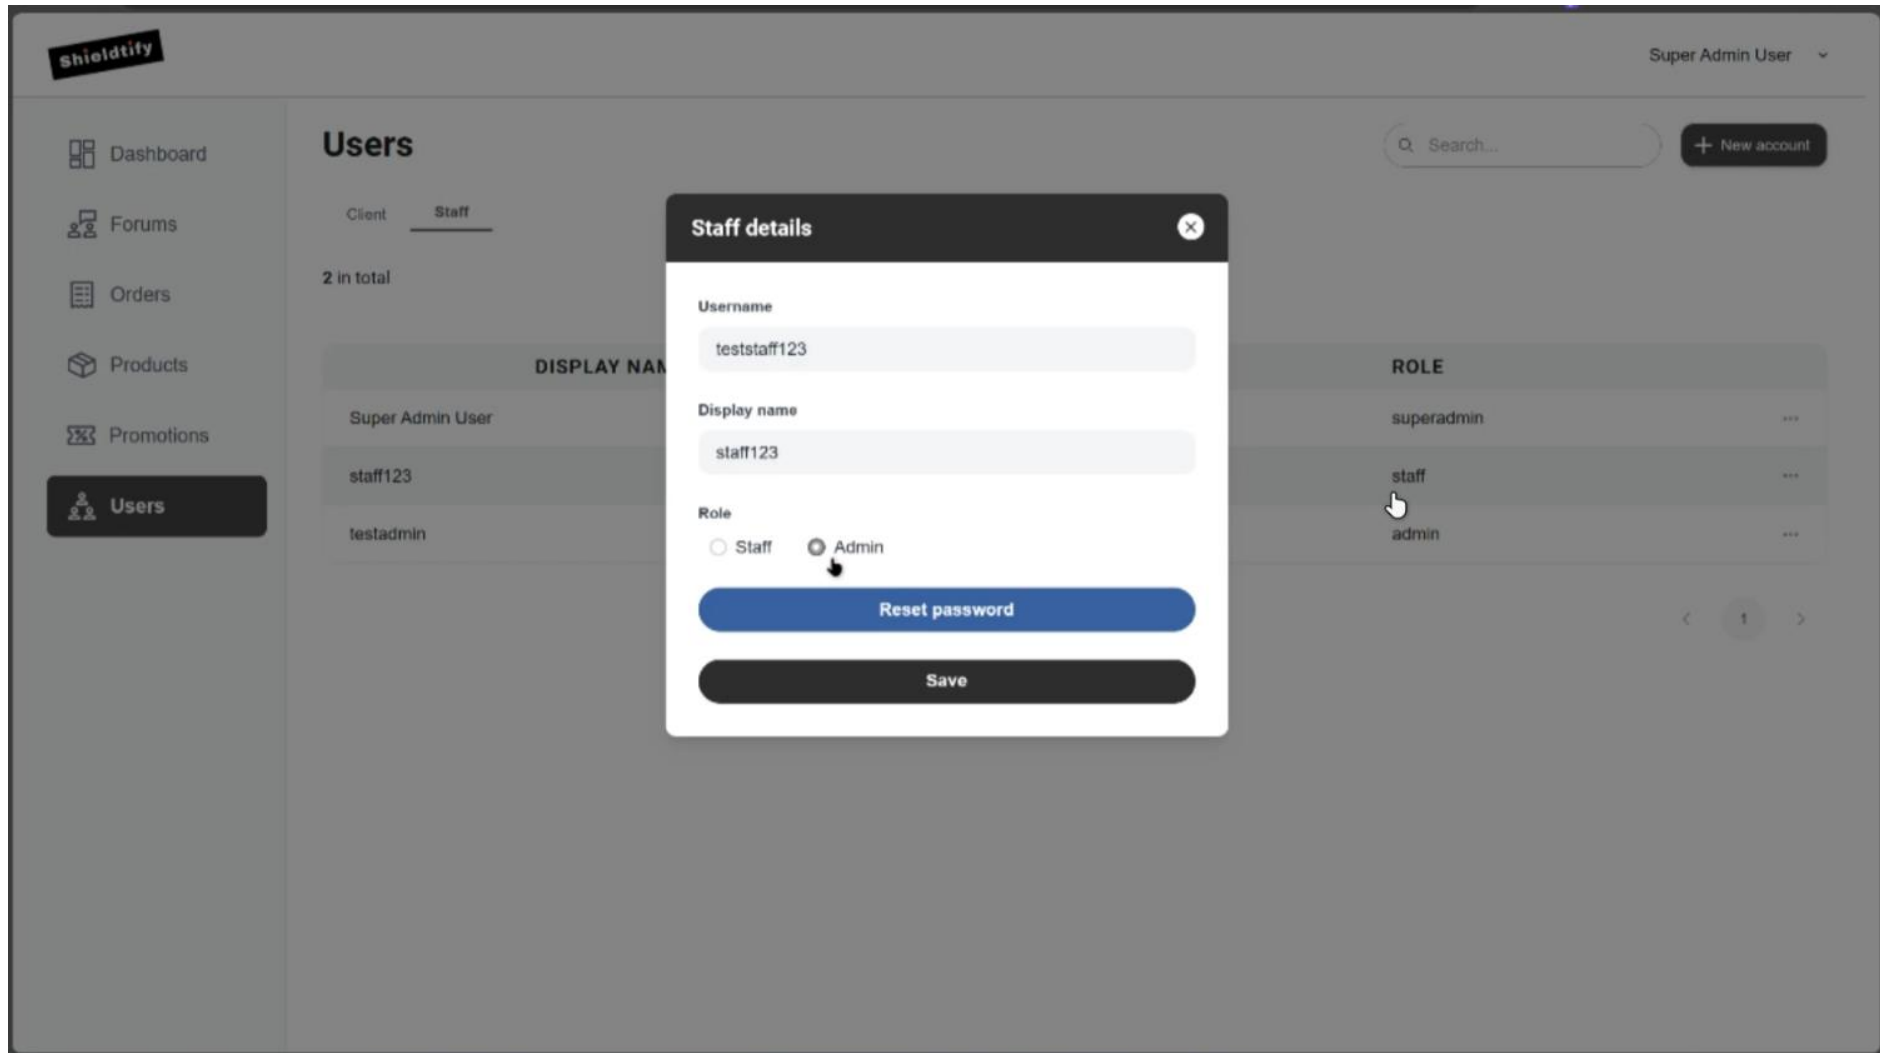 Shieldtify
Super Admin User
Dashboard
Forums
Orders
Products
Promotions
Users
Users
Search...
New account
Client
Staff
2 in total
DISPLAY NAM
ROLE
Super Admin User
superadmin
...
staff123
staff
...
testadmin
admin
...
1
Staff details
Username
teststaff123
Display name
staff123
Role
Staff
Admin
Reset password
Save